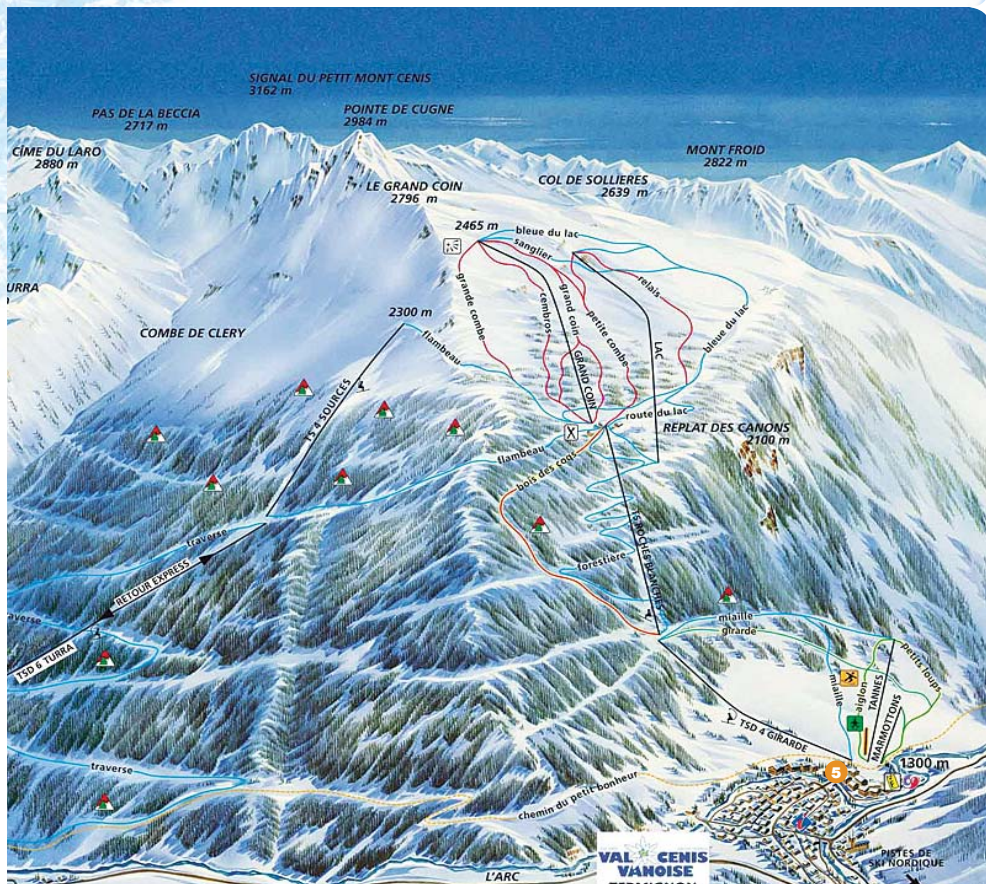 SIGNAL DU PETIT MONT CENIS
3162 m
PAS DE LA BECCIA
2717 m
POINTE DE CUGNE
2984 m
CÎME DU LARO
2880 m
MONT FROID
2822 m
LE GRAND COIN
2796 m
COL DE SOLLIERES
2639 m
2465 m
bleue du lac
sanglier
relais
URRA
grande combe
cembros
grand coin
petite combe
bleue du lac
2300 m
COMBE DE CLERY
flambeau
GRAND COIN
LAC
TS 4 SOURCES
route du lac
REPLAT DES CANONS
2100 m
flambeau
bois des coqs
traverse
TS ROCHES BLANCHES
RETOUR EXPRESS
forestière
traverse
miaille
girarde
TSD 6 TURRA
petits loups
miaille
aiglon
TANNES
MARMOTTONS
TSD 4 GIRARDE
1300 m
traverse
5
chemin du petit bonheur
VAL CENIS
VANOISE
TERMIGNON
L'ARC
PISTES DE
SKI NORDIQUE